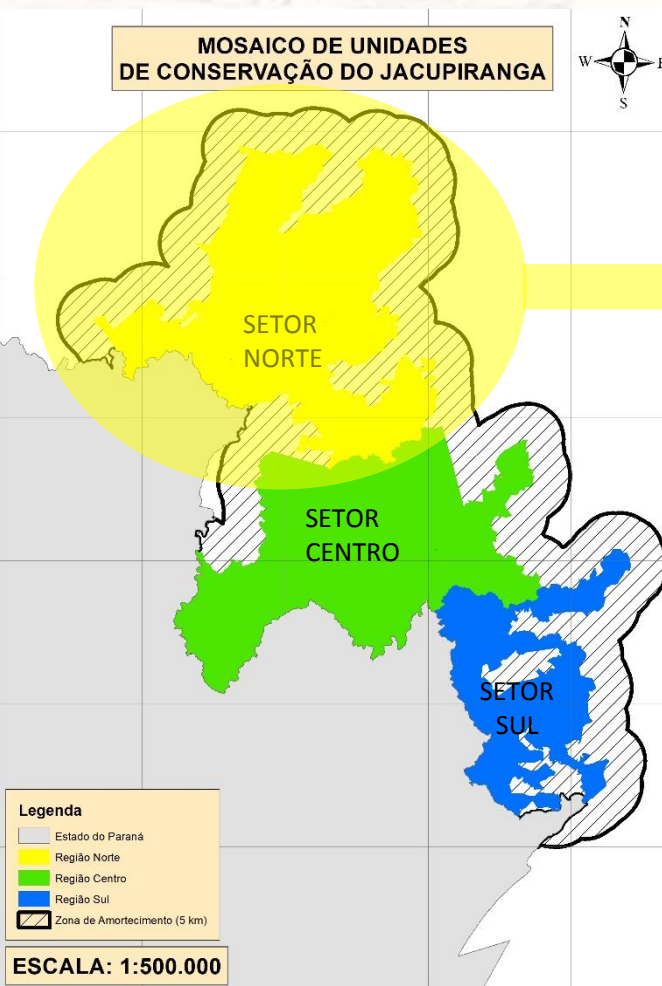 MOSAICO DE UNIDADES
DE CONSERVAÇÃO DO JACUPIRANGA
N
W
E
S
SETOR
NORTE
SETOR
CENTRO
SETOR
SUL
Legenda
Estado do Paraná
Região Norte
Região Centro
Região Sul
Zona de Amortecimento (5 km)
ESCALA: 1:500.000